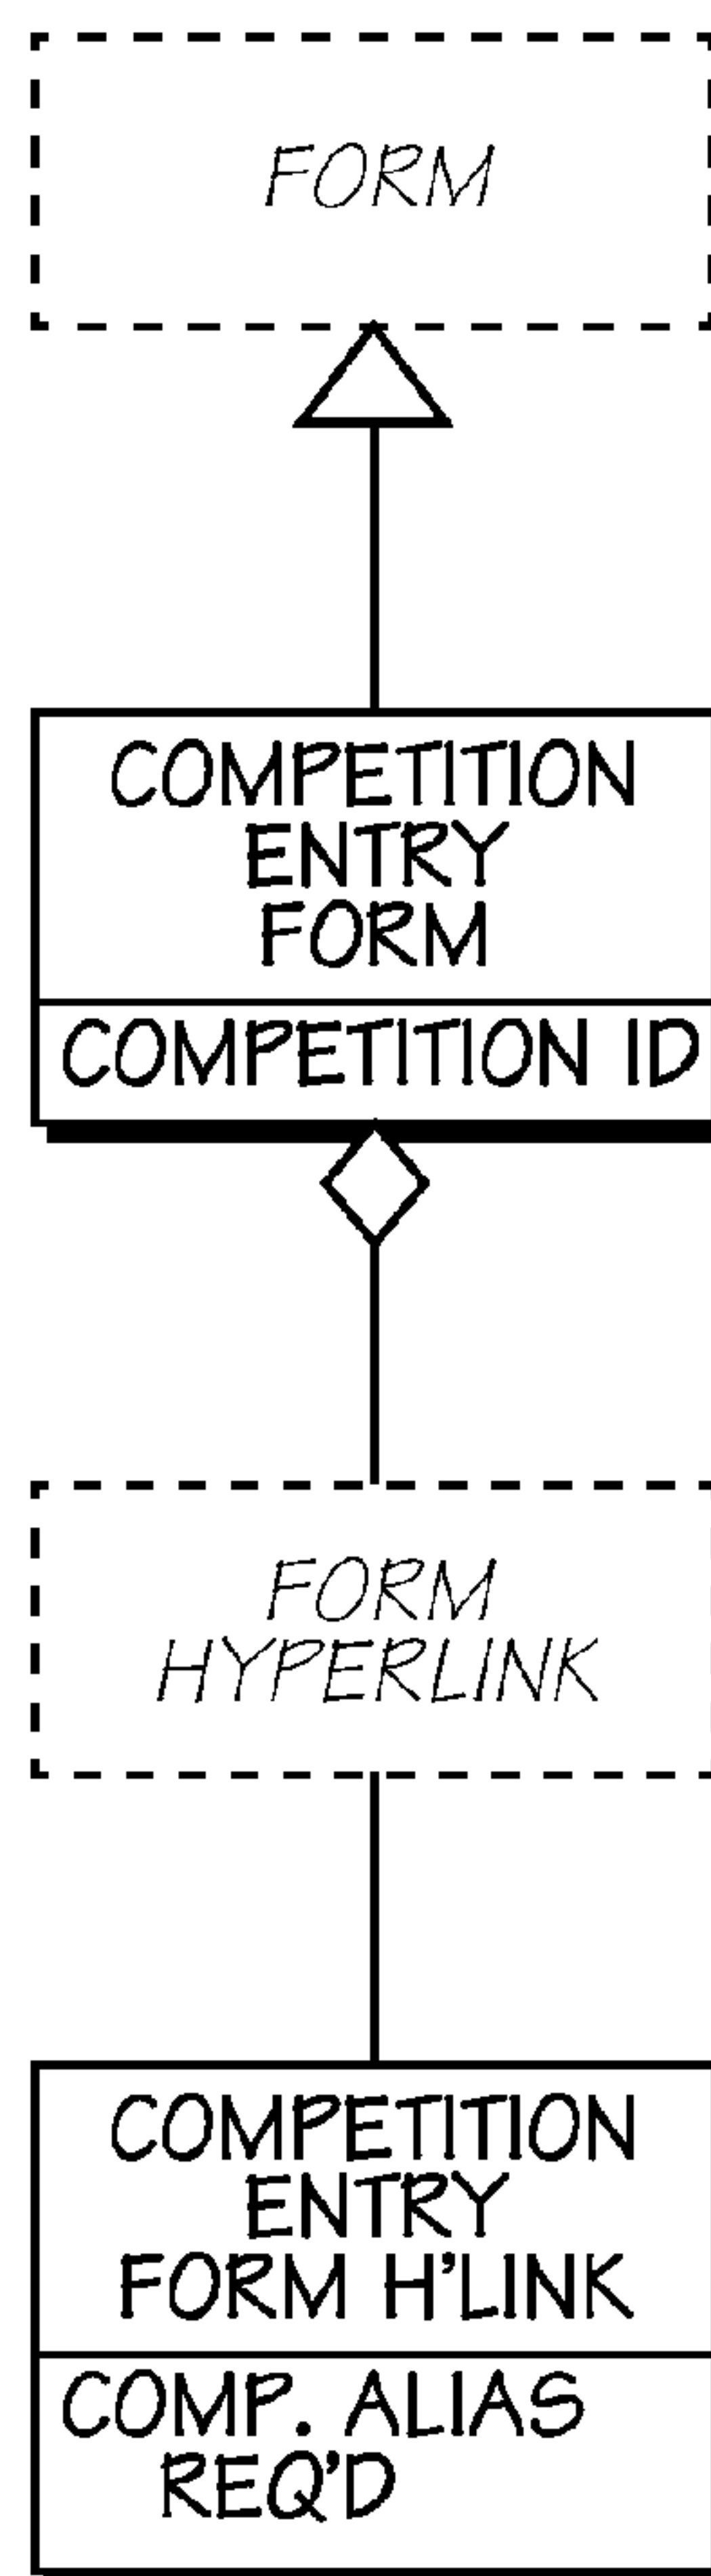 FORM
COMPETITION
ENTRY
FORM
COMPETITION ID
FORM
HYPERLINK
COMPETITION
ENTRY
FORM H'LINK
COMP. ALIAS
REQ'D